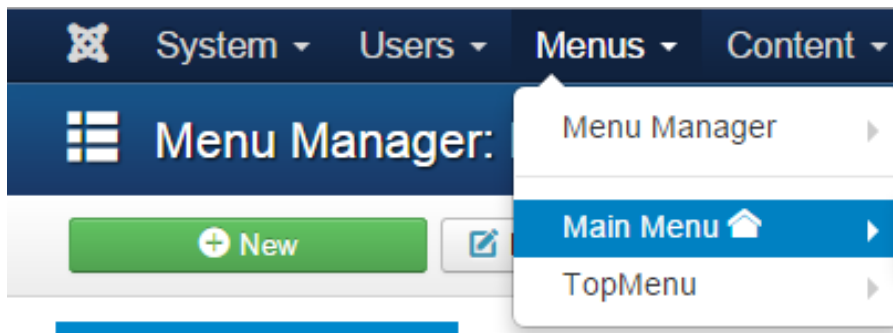 System Users Menus Content
Menu Manager:
Menu Manager
Main Menu
New
TopMenu